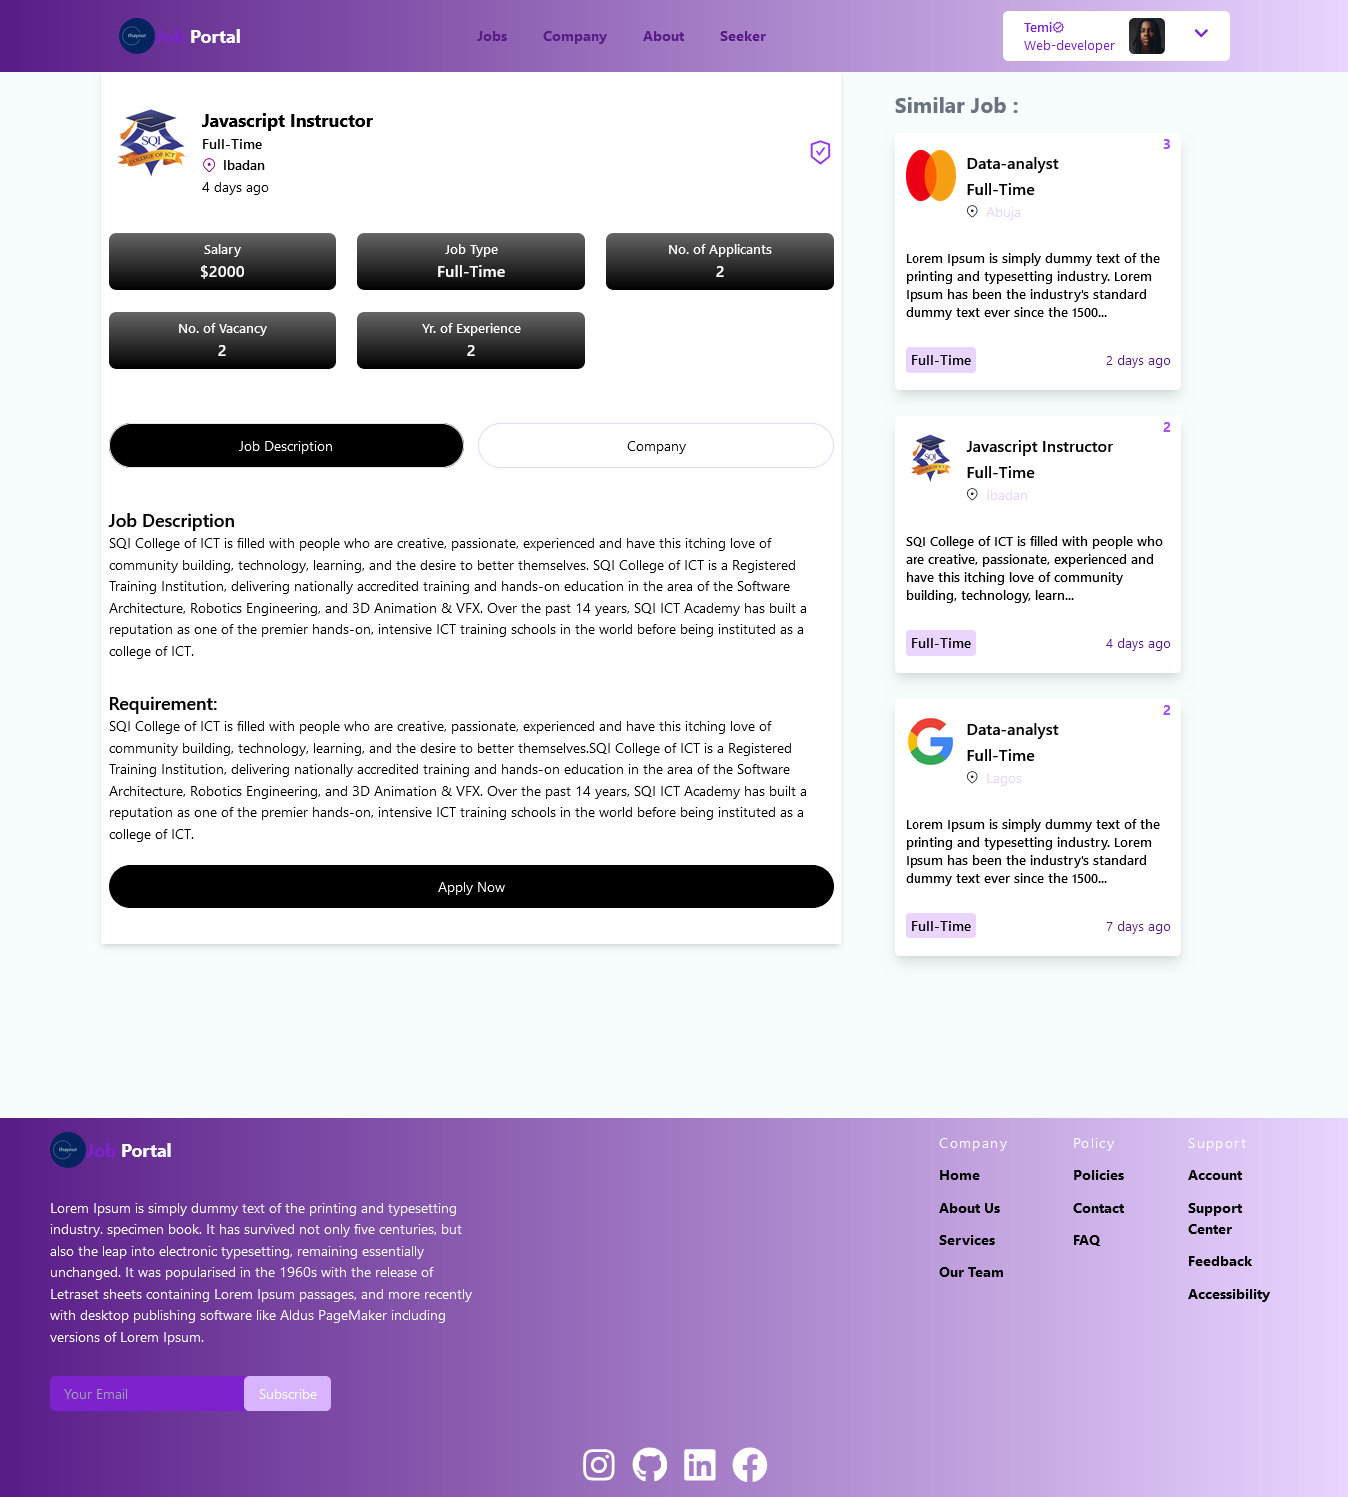 thayour
Job Portal
Jobs
Company
About
Seeker
Temi
Web-developer
SQI
COLLEGE OF ICT
Javascript Instructor
Full-Time
Ibadan
4 days ago
Salary
$2000
Job Type
Full-Time
No. of Applicants
2
No. of Vacancy
2
Yr. of Experience
2
Job Description
Company
Job Description
SQI College of ICT is filled with people who are creative, passionate, experienced and have this itching love of
community building, technology, learning, and the desire to better themselves. SQI College of ICT is a Registered
Training Institution, delivering nationally accredited training and hands-on education in the area of the Software
Architecture, Robotics Engineering, and 3D Animation & VFX. Over the past 14 years, SQI ICT Academy has built a
reputation as one of the premier hands-on, intensive ICT training schools in the world before being instituted as a
college of ICT.
Requirement:
SQI College of ICT is filled with people who are creative, passionate, experienced and have this itching love of
community building, technology, learning, and the desire to better themselves.SQI College of ICT is a Registered
Training Institution, delivering nationally accredited training and hands-on education in the area of the Software
Architecture, Robotics Engineering, and 3D Animation & VFX. Over the past 14 years, SQI ICT Academy has built a
reputation as one of the premier hands-on, intensive ICT training schools in the world before being instituted as a
college of ICT.
Apply Now
Similar Job :
3
Data-analyst
Full-Time
Abuja
Lorem Ipsum is simply dummy text of the
printing and typesetting industry. Lorem
Ipsum has been the industry's standard
dummy text ever since the 1500...
Full-Time
2 days ago
2
SQI
Javascript Instructor
Full-Time
Ibadan
SQI College of ICT is filled with people who
are creative, passionate, experienced and
have this itching love of community
building, technology, learn...
Full-Time
4 days ago
2
Data-analyst
Full-Time
Lagos
Lorem Ipsum is simply dummy text of the
printing and typesetting industry. Lorem
Ipsum has been the industry's standard
dummy text ever since the 1500...
Full-Time
7 days ago
thayour
Job Portal
Lorem Ipsum is simply dummy text of the printing and typesetting
industry. specimen book. It has survived not only five centuries, but
also the leap into electronic typesetting, remaining essentially
unchanged. It was popularised in the 1960s with the release of
Letraset sheets containing Lorem Ipsum passages, and more recently
with desktop publishing software like Aldus PageMaker including
versions of Lorem Ipsum.
Your Email
Subscribe
Company
Home
About Us
Services
Our Team
Policy
Policies
Contact
FAQ
Support
Account
Support
Center
Feedback
Accessibility